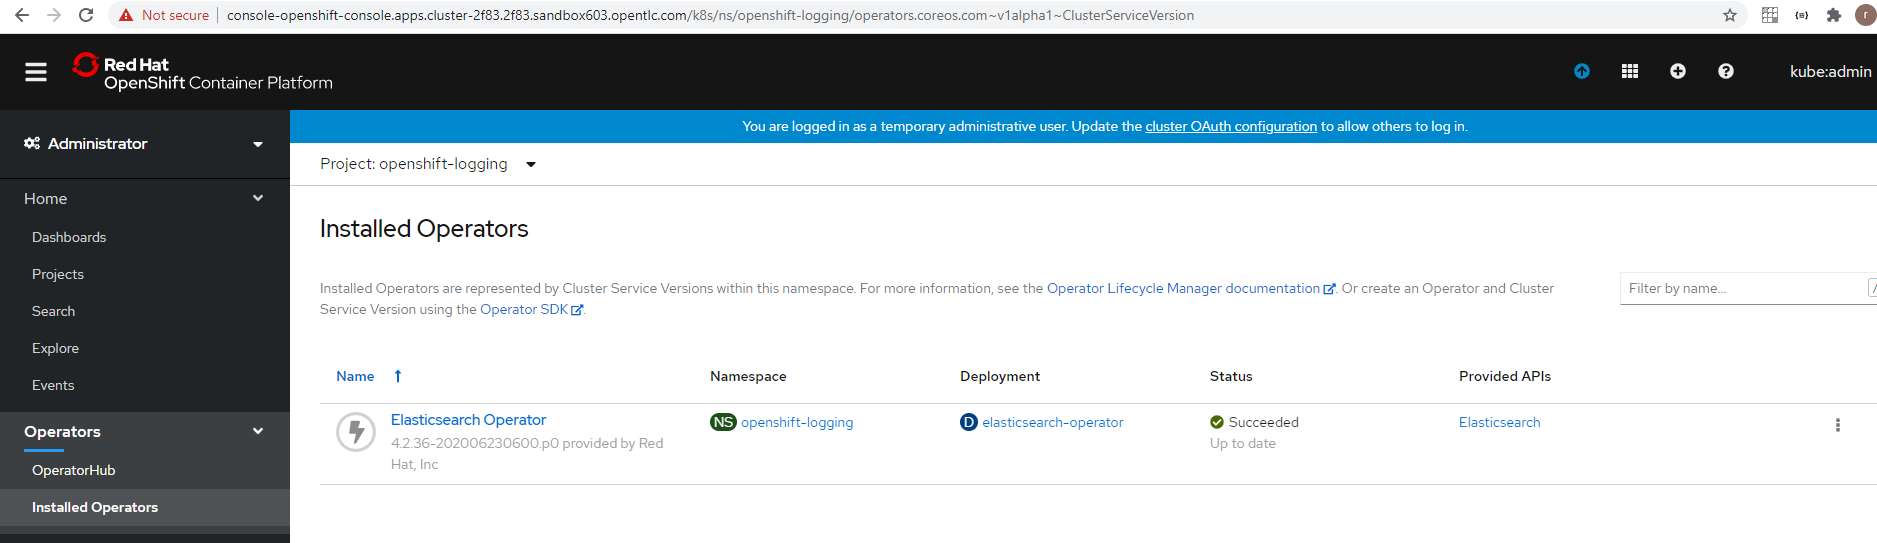 Not secure console-openshift-console.apps.cluster-2f83.2f83.sandbox603.opentlc.com/k8s/ns/openshift-logging/operators.coreos.com~v1alpha1~ClusterServiceVersion
r
Red Hat
OpenShift Container Platform
kube:admin
You are logged in as a temporary administrative user. Update the cluster OAuth configuration to allow others to log in.
Administrator
Project: openshift-logging
Home
Dashboards
Projects
Search
Explore
Events
Operators
OperatorHub
Installed Operators
Installed Operators
Installed Operators are represented by Cluster Service Versions within this namespace. For more information, see the Operator Lifecycle Manager documentation. Or create an Operator and Cluster
Service Version using the Operator SDK.
Filter by name...
/
Name Namespace Deployment Status Provided APIs
Elasticsearch Operator NS openshift-logging D elasticsearch-operator Succeeded Elasticsearch
4.2.36-202006230600.p0 provided by Red Up to date
Hat, Inc